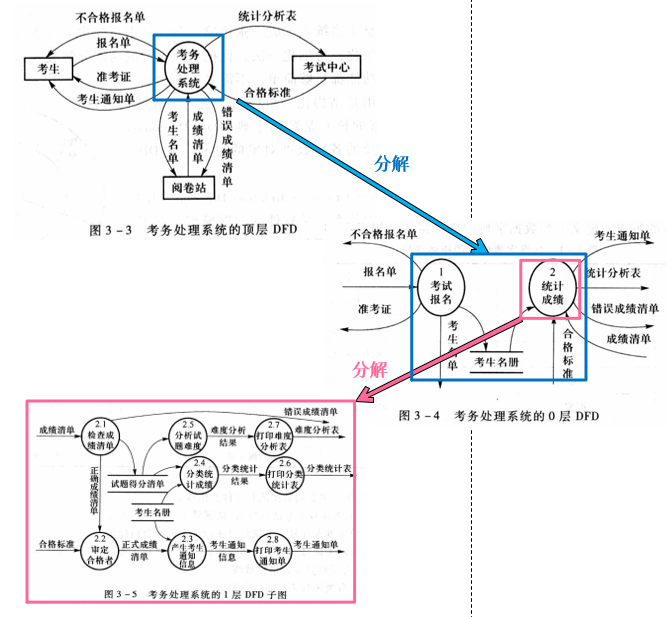 不合格报名单
统计分析表
报名单
考生
考务处理系统
考试中心
准考证
考生通知单
合格标准
考生名单
成绩清单
错误成绩清单
阅卷站
图 3-3 考务处理系统的顶层 DFD
分解
不合格报名单
考生通知单
报名单
1
考试
报名
2
统计
成绩
统计分析表
准考证
错误成绩清单
考生名单
考生名册
合格标准
成绩清单
图 3-4 考务处理系统的 0 层 DFD
分解
错误成绩清单
成绩清单
2.1
检查成
绩清单
2.5
分析试
题难度
难度分析
结果
2.7
打印难度
分析表
难度分析表
正确成绩清单
试题得分清单
2.4
分类统
计成绩
分类统计
结果
2.6
打印分类
统计表
分类统计表
考生名册
合格标准
2.2
审定
合格者
正式成绩
清单
2.3
产生考生
通知
信息
考生通知
信息
2.8
打印考生
通知单
考生通知单
图 3-5 考务处理系统的 1 层 DFD 子图